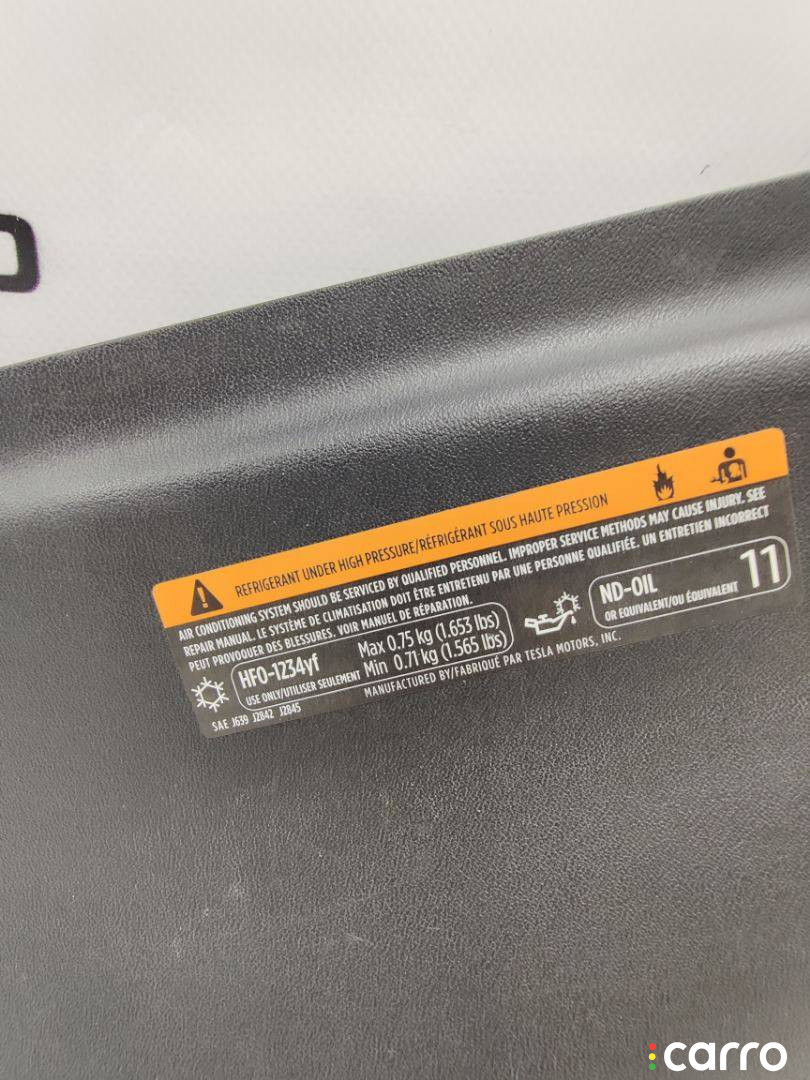 REFRIGERANT UNDER HIGH PRESSURE/RÉFRIGÉRANT SOUS HAUTE PRESSION
AIR CONDITIONING SYSTEM SHOULD BE SERVICED BY QUALIFIED PERSONNEL. IMPROPER SERVICE METHODS MAY CAUSE INJURY. SEE
REPAIR MANUAL. LE SYSTÈME DE CLIMATISATION DOIT ÊTRE ENTRETENU PAR UNE PERSONNE QUALIFIÉE. UN ENTRETIEN INCORRECT
PEUT PROVOQUER DES BLESSURES. VOIR MANUEL DE RÉPARATION.
HFO-1234yf
USE ONLY/UTILISER SEULEMENT
Max 0.75 kg (1.653 lbs)
Min 0.71 kg (1.565 lbs)
ND-OIL 11
OR EQUIVALENT/OU ÉQUIVALENT
SAE J639 J2842 J2845
MANUFACTURED BY/FABRIQUÉ PAR TESLA MOTORS, INC.
carro